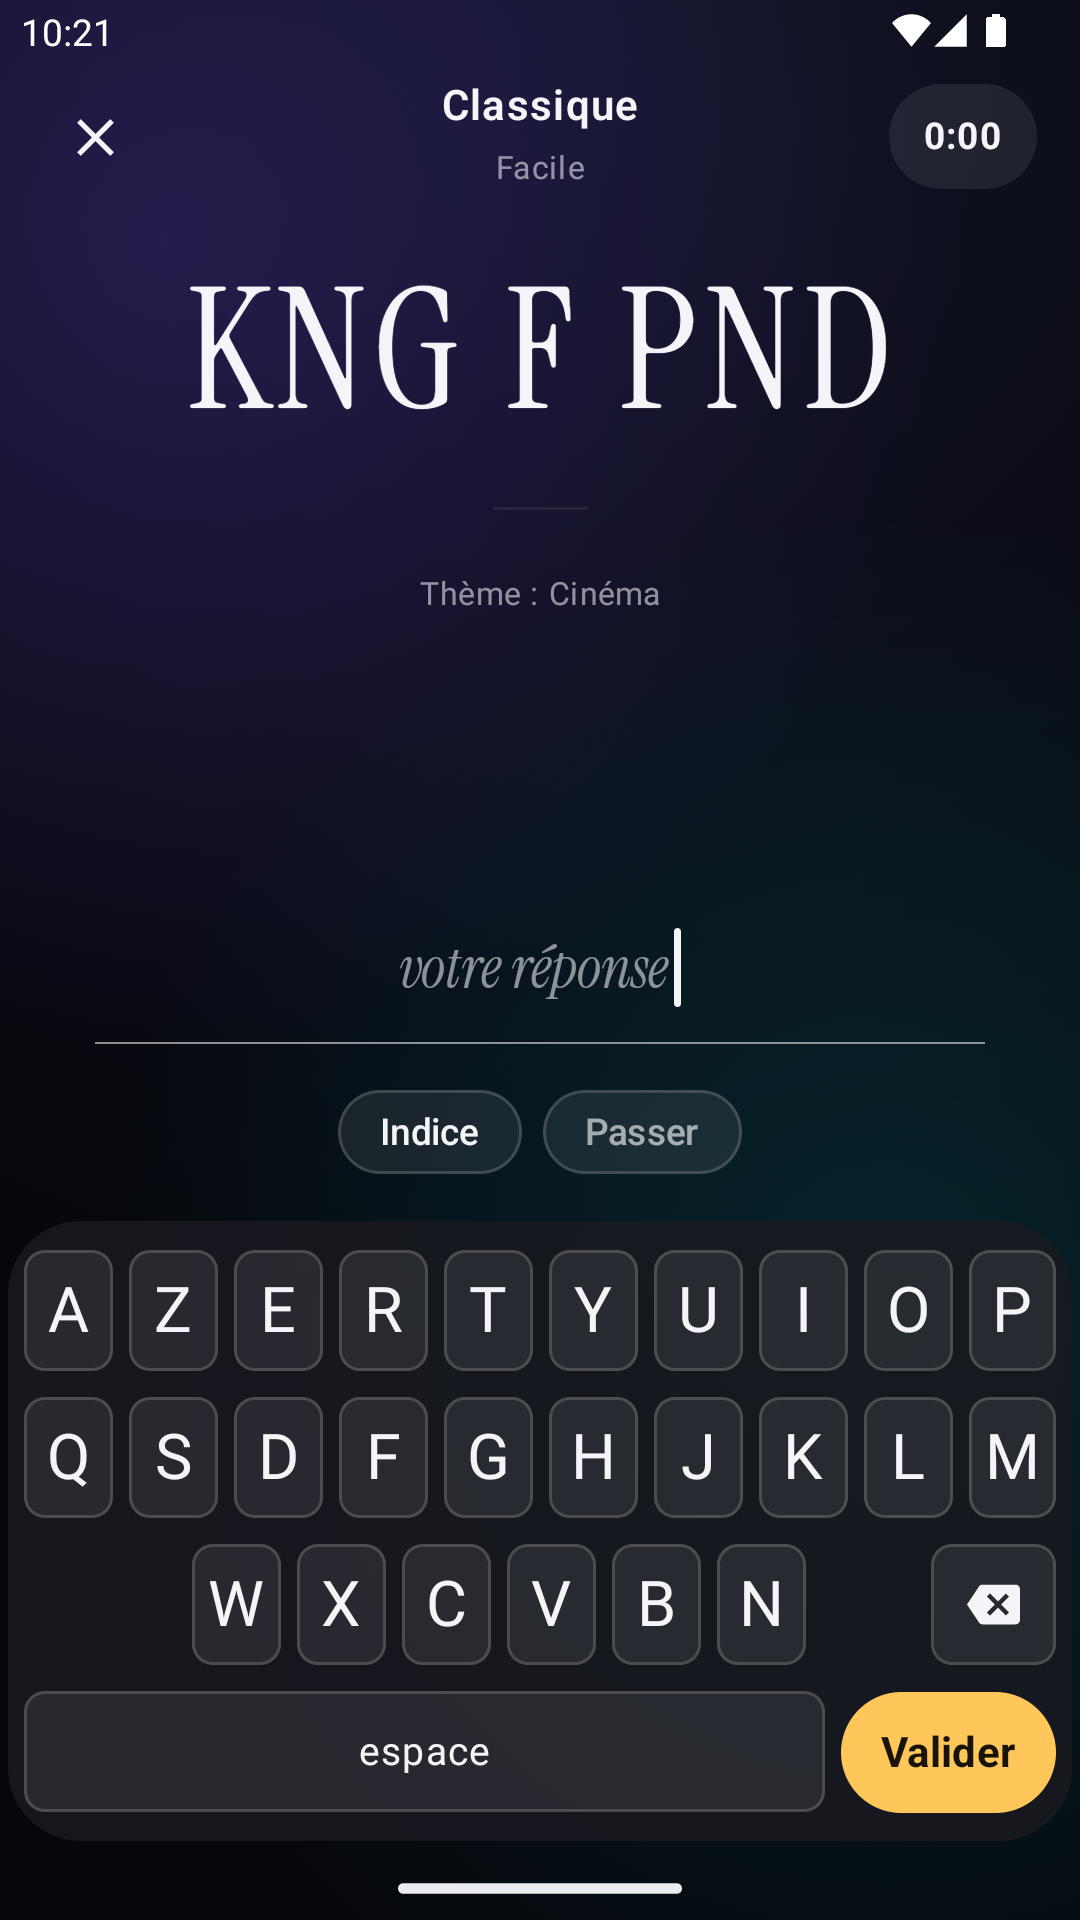 10:21
Classique
Facile
0:00
KNG F PND
Thème : Cinéma
votre réponse
Indice
Passer
A Z E R T Y U I O P
Q S D F G H J K L M
W X C V B N
espace
Valider